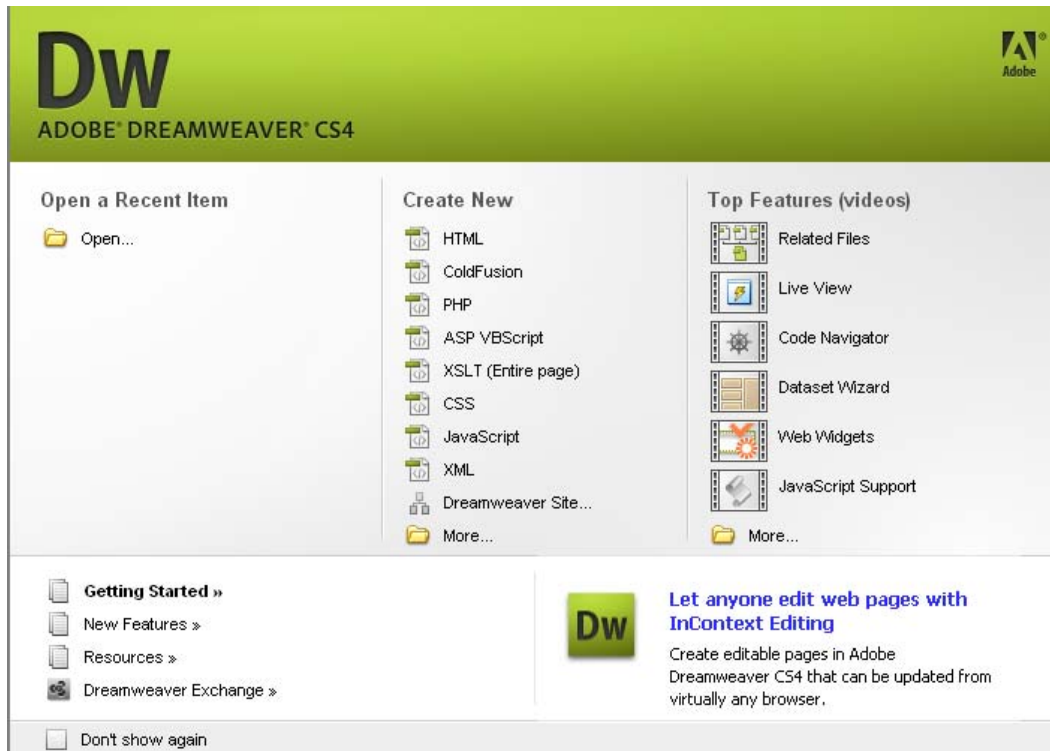 Dw
ADOBE® DREAMWEAVER® CS4
Adobe®
Open a Recent Item
Open...
Create New
HTML
ColdFusion
PHP
ASP VBScript
XSLT (Entire page)
CSS
JavaScript
XML
Dreamweaver Site...
More...
Top Features (videos)
Related Files
Live View
Code Navigator
Dataset Wizard
Web Widgets
JavaScript Support
More...
Getting Started »
New Features »
Resources »
Dreamweaver Exchange »
Dw
Let anyone edit web pages with
InContext Editing
Create editable pages in Adobe
Dreamweaver CS4 that can be updated from
virtually any browser.
Don't show again